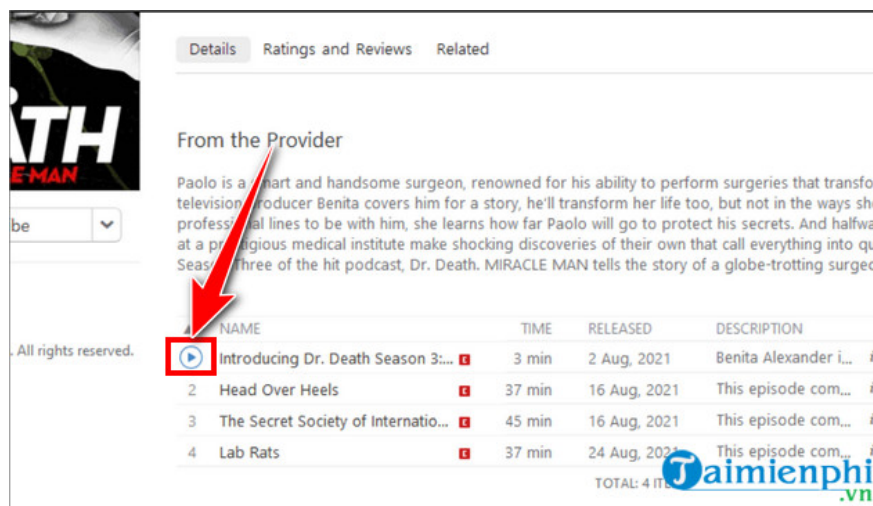 Details Ratings and Reviews Related
From the Provider
ATH
E-MAN
Paolo is a smart and handsome surgeon, renowned for his ability to perform surgeries that transfo
television producer Benita covers him for a story, he'll transform her life too, but not in the ways she
be
professional lines to be with him, she learns how far Paolo will go to protect his secrets. And halfwa
at a prestigious medical institute make shocking discoveries of their own that call everything into qu
Season Three of the hit podcast, Dr. Death. MIRACLE MAN tells the story of a globe-trotting surgeo
NAME TIME RELEASED DESCRIPTION
. All rights reserved.
Introducing Dr. Death Season 3:... E 3 min 2 Aug, 2021 Benita Alexander i... i
2 Head Over Heels E 37 min 16 Aug, 2021 This episode com... i
3 The Secret Society of Internatio... E 45 min 16 Aug, 2021 This episode com... i
4 Lab Rats E 37 min 24 Aug, 2021 This episode com... i
TOTAL: 4 ITE
Taimienphi
.vn